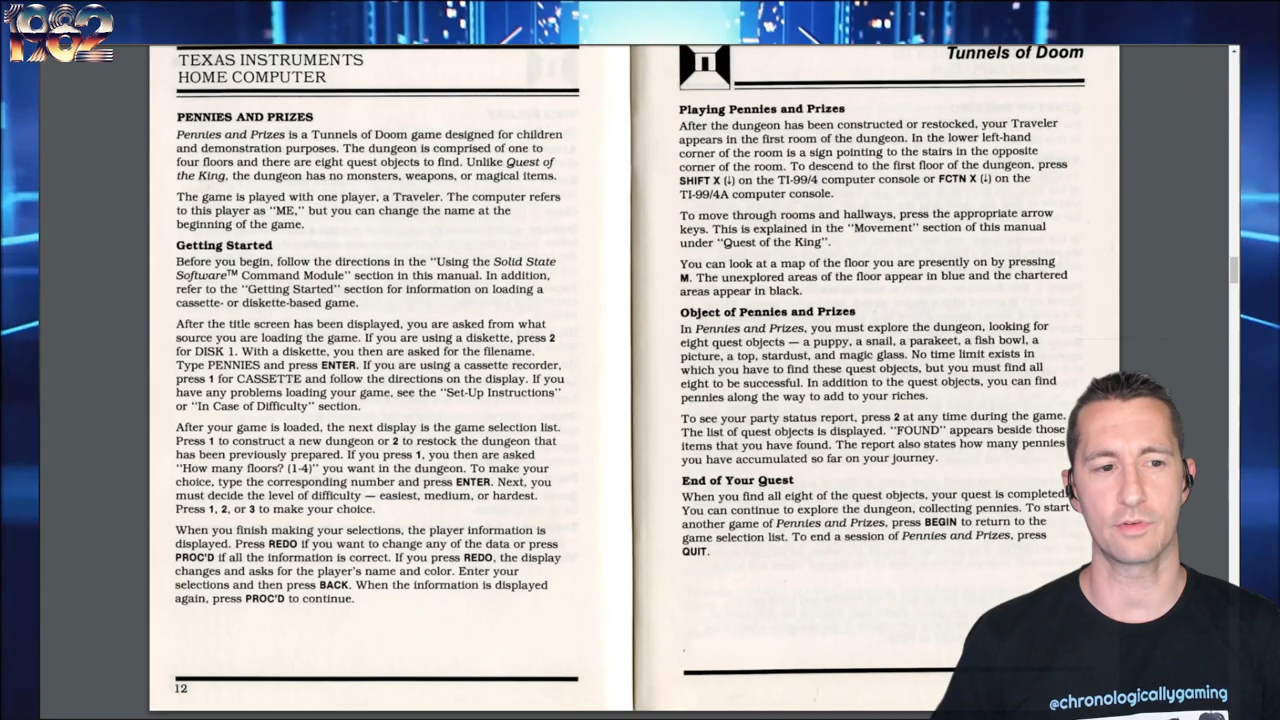 1982
TEXAS INSTRUMENTS
HOME COMPUTER
PENNIES AND PRIZES
Pennies and Prizes is a Tunnels of Doom game designed for children
and demonstration purposes. The dungeon is comprised of one to
four floors and there are eight quest objects to find. Unlike Quest of
the King, the dungeon has no monsters, weapons, or magical items.
The game is played with one player, a Traveler. The computer refers
to this player as "ME," but you can change the name at the
beginning of the game.
Getting Started
Before you begin, follow the directions in the "Using the Solid State
Software™ Command Module" section in this manual. In addition,
refer to the "Getting Started" section for information on loading a
cassette- or diskette-based game.
After the title screen has been displayed, you are asked from what
source you are loading the game. If you are using a diskette, press 2
for DISK 1. With a diskette, you then are asked for the filename.
Type PENNIES and press ENTER. If you are using a cassette recorder,
press 1 for CASSETTE and follow the directions on the display. If you
have any problems loading your game, see the "Set-Up Instructions"
or "In Case of Difficulty" section.
After your game is loaded, the next display is the game selection list.
Press 1 to construct a new dungeon or 2 to restock the dungeon that
has been previously prepared. If you press 1, you then are asked
"How many floors? (1-4)" you want in the dungeon. To make your
choice, type the corresponding number and press ENTER. Next, you
must decide the level of difficulty — easiest, medium, or hardest.
Press 1, 2, or 3 to make your choice.
When you finish making your selections, the player information is
displayed. Press REDO if you want to change any of the data or press
PROC'D if all the information is correct. If you press REDO, the display
changes and asks for the player's name and color. Enter your
selections and then press BACK. When the information is displayed
again, press PROC'D to continue.
12
Tunnels of Doom
Playing Pennies and Prizes
After the dungeon has been constructed or restocked, your Traveler
appears in the first room of the dungeon. In the lower left-hand
corner of the room is a sign pointing to the stairs in the opposite
corner of the room. To descend to the first floor of the dungeon, press
SHIFT X (↓) on the TI-99/4 computer console or FCTN X (↓) on the
TI-99/4A computer console.
To move through rooms and hallways, press the appropriate arrow
keys. This is explained in the "Movement" section of this manual
under "Quest of the King".
You can look at a map of the floor you are presently on by pressing
M. The unexplored areas of the floor appear in blue and the chartered
areas appear in black.
Object of Pennies and Prizes
In Pennies and Prizes, you must explore the dungeon, looking for
eight quest objects — a puppy, a snail, a parakeet, a fish bowl, a
picture, a top, stardust, and magic glass. No time limit exists in
which you have to find these quest objects, but you must find all
eight to be successful. In addition to the quest objects, you can find
pennies along the way to add to your riches.
To see your party status report, press 2 at any time during the game.
The list of quest objects is displayed. "FOUND" appears beside those
items that you have found. The report also states how many pennies
you have accumulated so far on your journey.
End of Your Quest
When you find all eight of the quest objects, your quest is completed.
You can continue to explore the dungeon, collecting pennies. To start
another game of Pennies and Prizes, press BEGIN to return to the
game selection list. To end a session of Pennies and Prizes, press
QUIT.
@chronologicallygaming